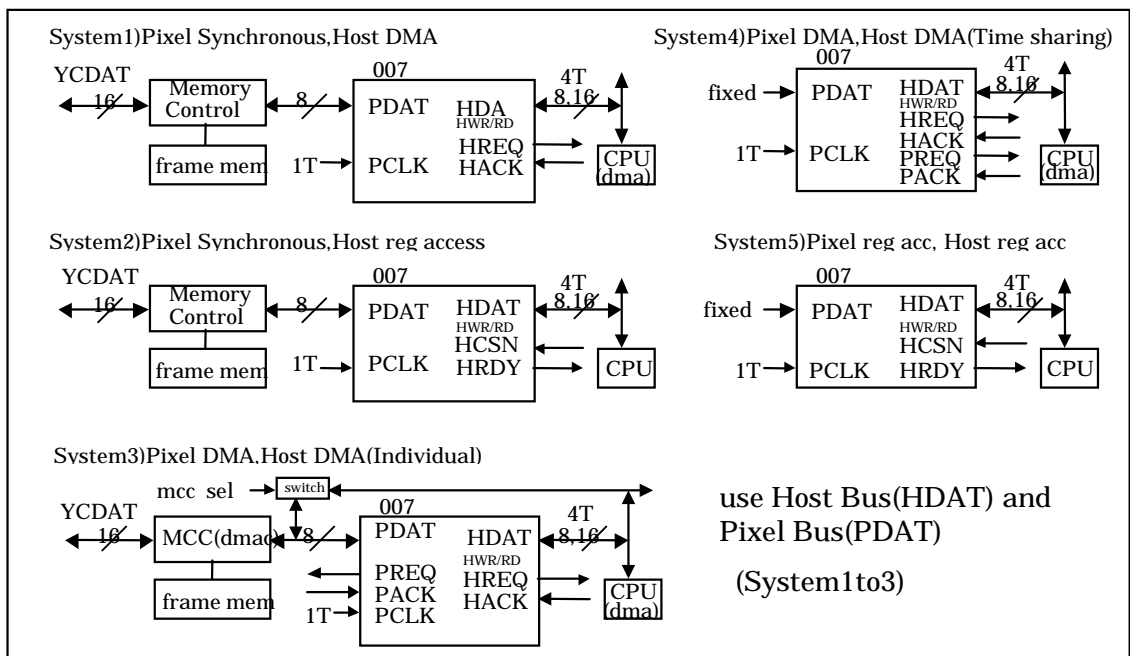 System1)Pixel Synchronous,Host DMA
YCDAT
16
Memory
Control
frame mem
8
007
PDAT
PCLK
1T
HDA
HWR/RD
HREQ
HACK
4T
8,16
CPU
(dma)
System4)Pixel DMA,Host DMA(Time sharing)
007
fixed
PDAT
1T
PCLK
HDAT
HWR/RD
HREQ
HACK
PREQ
PACK
4T
8,16
CPU
(dma)
System2)Pixel Synchronous,Host reg access
YCDAT
16
Memory
Control
frame mem
8
007
PDAT
PCLK
1T
HDAT
HWR/RD
HCSN
HRDY
4T
8,16
CPU
System5)Pixel reg acc, Host reg acc
007
fixed
PDAT
1T
PCLK
HDAT
HWR/RD
HCSN
HRDY
4T
8,16
CPU
System3)Pixel DMA,Host DMA(Individual)
mcc sel
switch
YCDAT
16
MCC(dmac)
frame mem
8
007
PDAT
PREQ
PACK
PCLK
1T
HDAT
HWR/RD
HREQ
HACK
4T
8,16
CPU
(dma)
use Host Bus(HDAT) and
Pixel Bus(PDAT)
(System1to3)